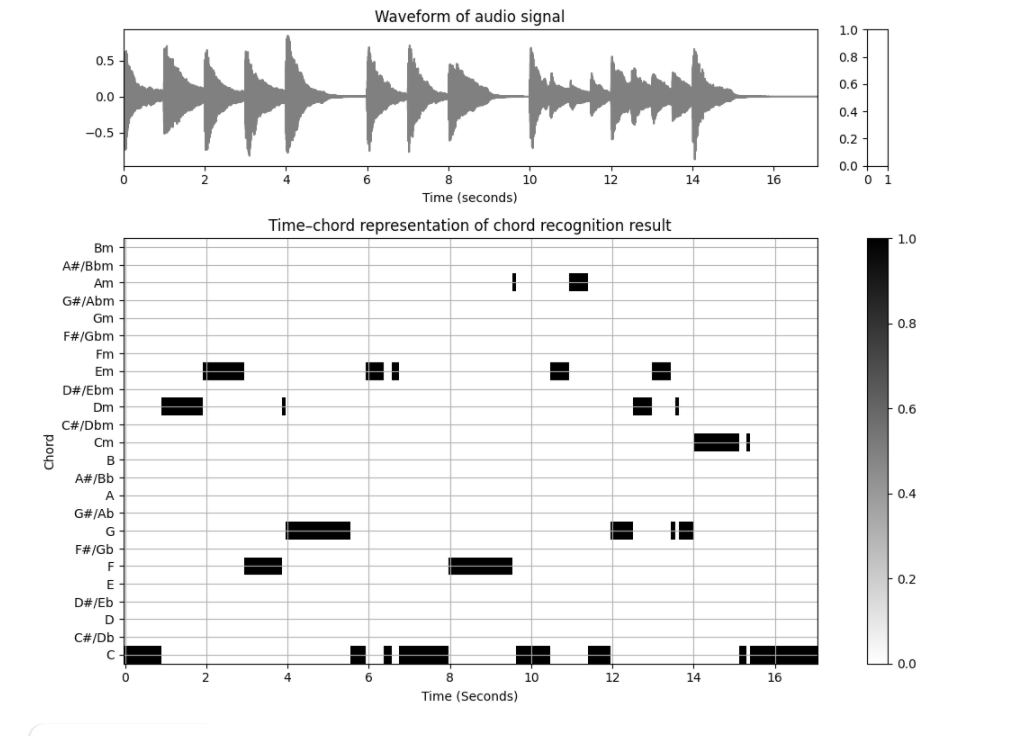 Waveform of audio signal
0.5
0.0
−0.5
0 2 4 6 8 10 12 14 16
Time (seconds)
1.0
0.8
0.6
0.4
0.2
0.0
0 1
Time–chord representation of chord recognition result
Chord
Bm
A#/Bbm
Am
G#/Abm
Gm
F#/Gbm
Fm
Em
D#/Ebm
Dm
C#/Dbm
Cm
B
A#/Bb
A
G#/Ab
G
F#/Gb
F
E
D#/Eb
D
C#/Db
C
0 2 4 6 8 10 12 14 16
Time (Seconds)
1.0
0.8
0.6
0.4
0.2
0.0